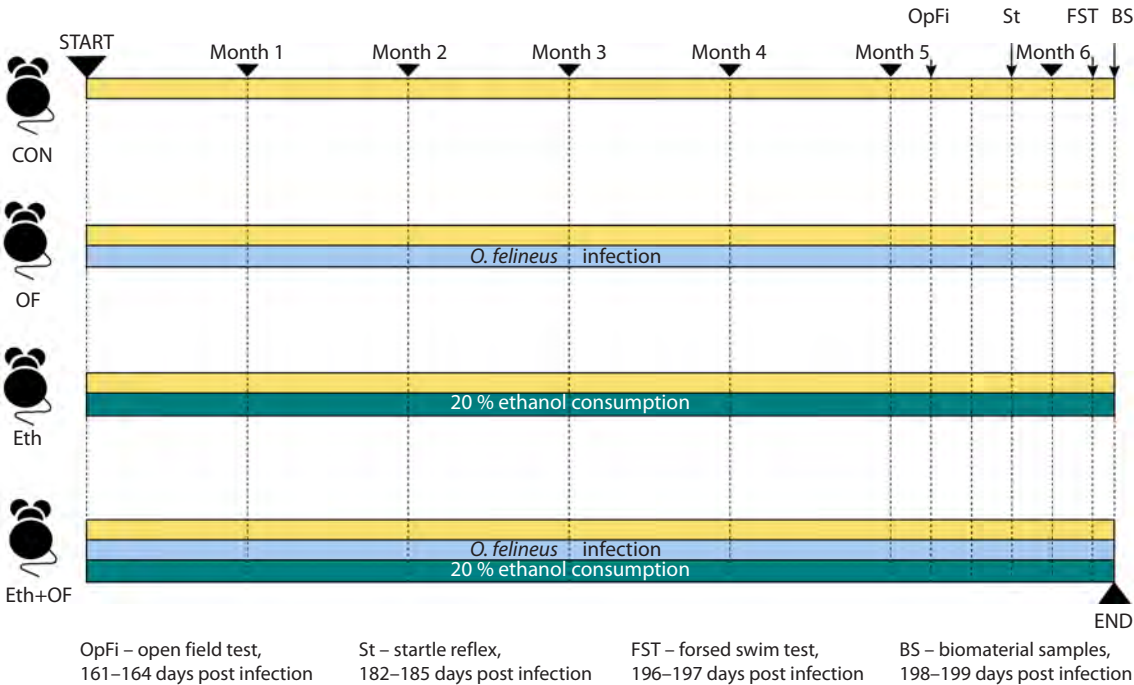 OpFi St FST BS
START Month 1 Month 2 Month 3 Month 4 Month 5 Month 6
CON
O. felineus infection
OF
20 % ethanol consumption
Eth
O. felineus infection
20 % ethanol consumption
Eth+OF
END
OpFi – open field test,
161–164 days post infection
St – startle reflex,
182–185 days post infection
FST – forsed swim test,
196–197 days post infection
BS – biomaterial samples,
198–199 days post infection